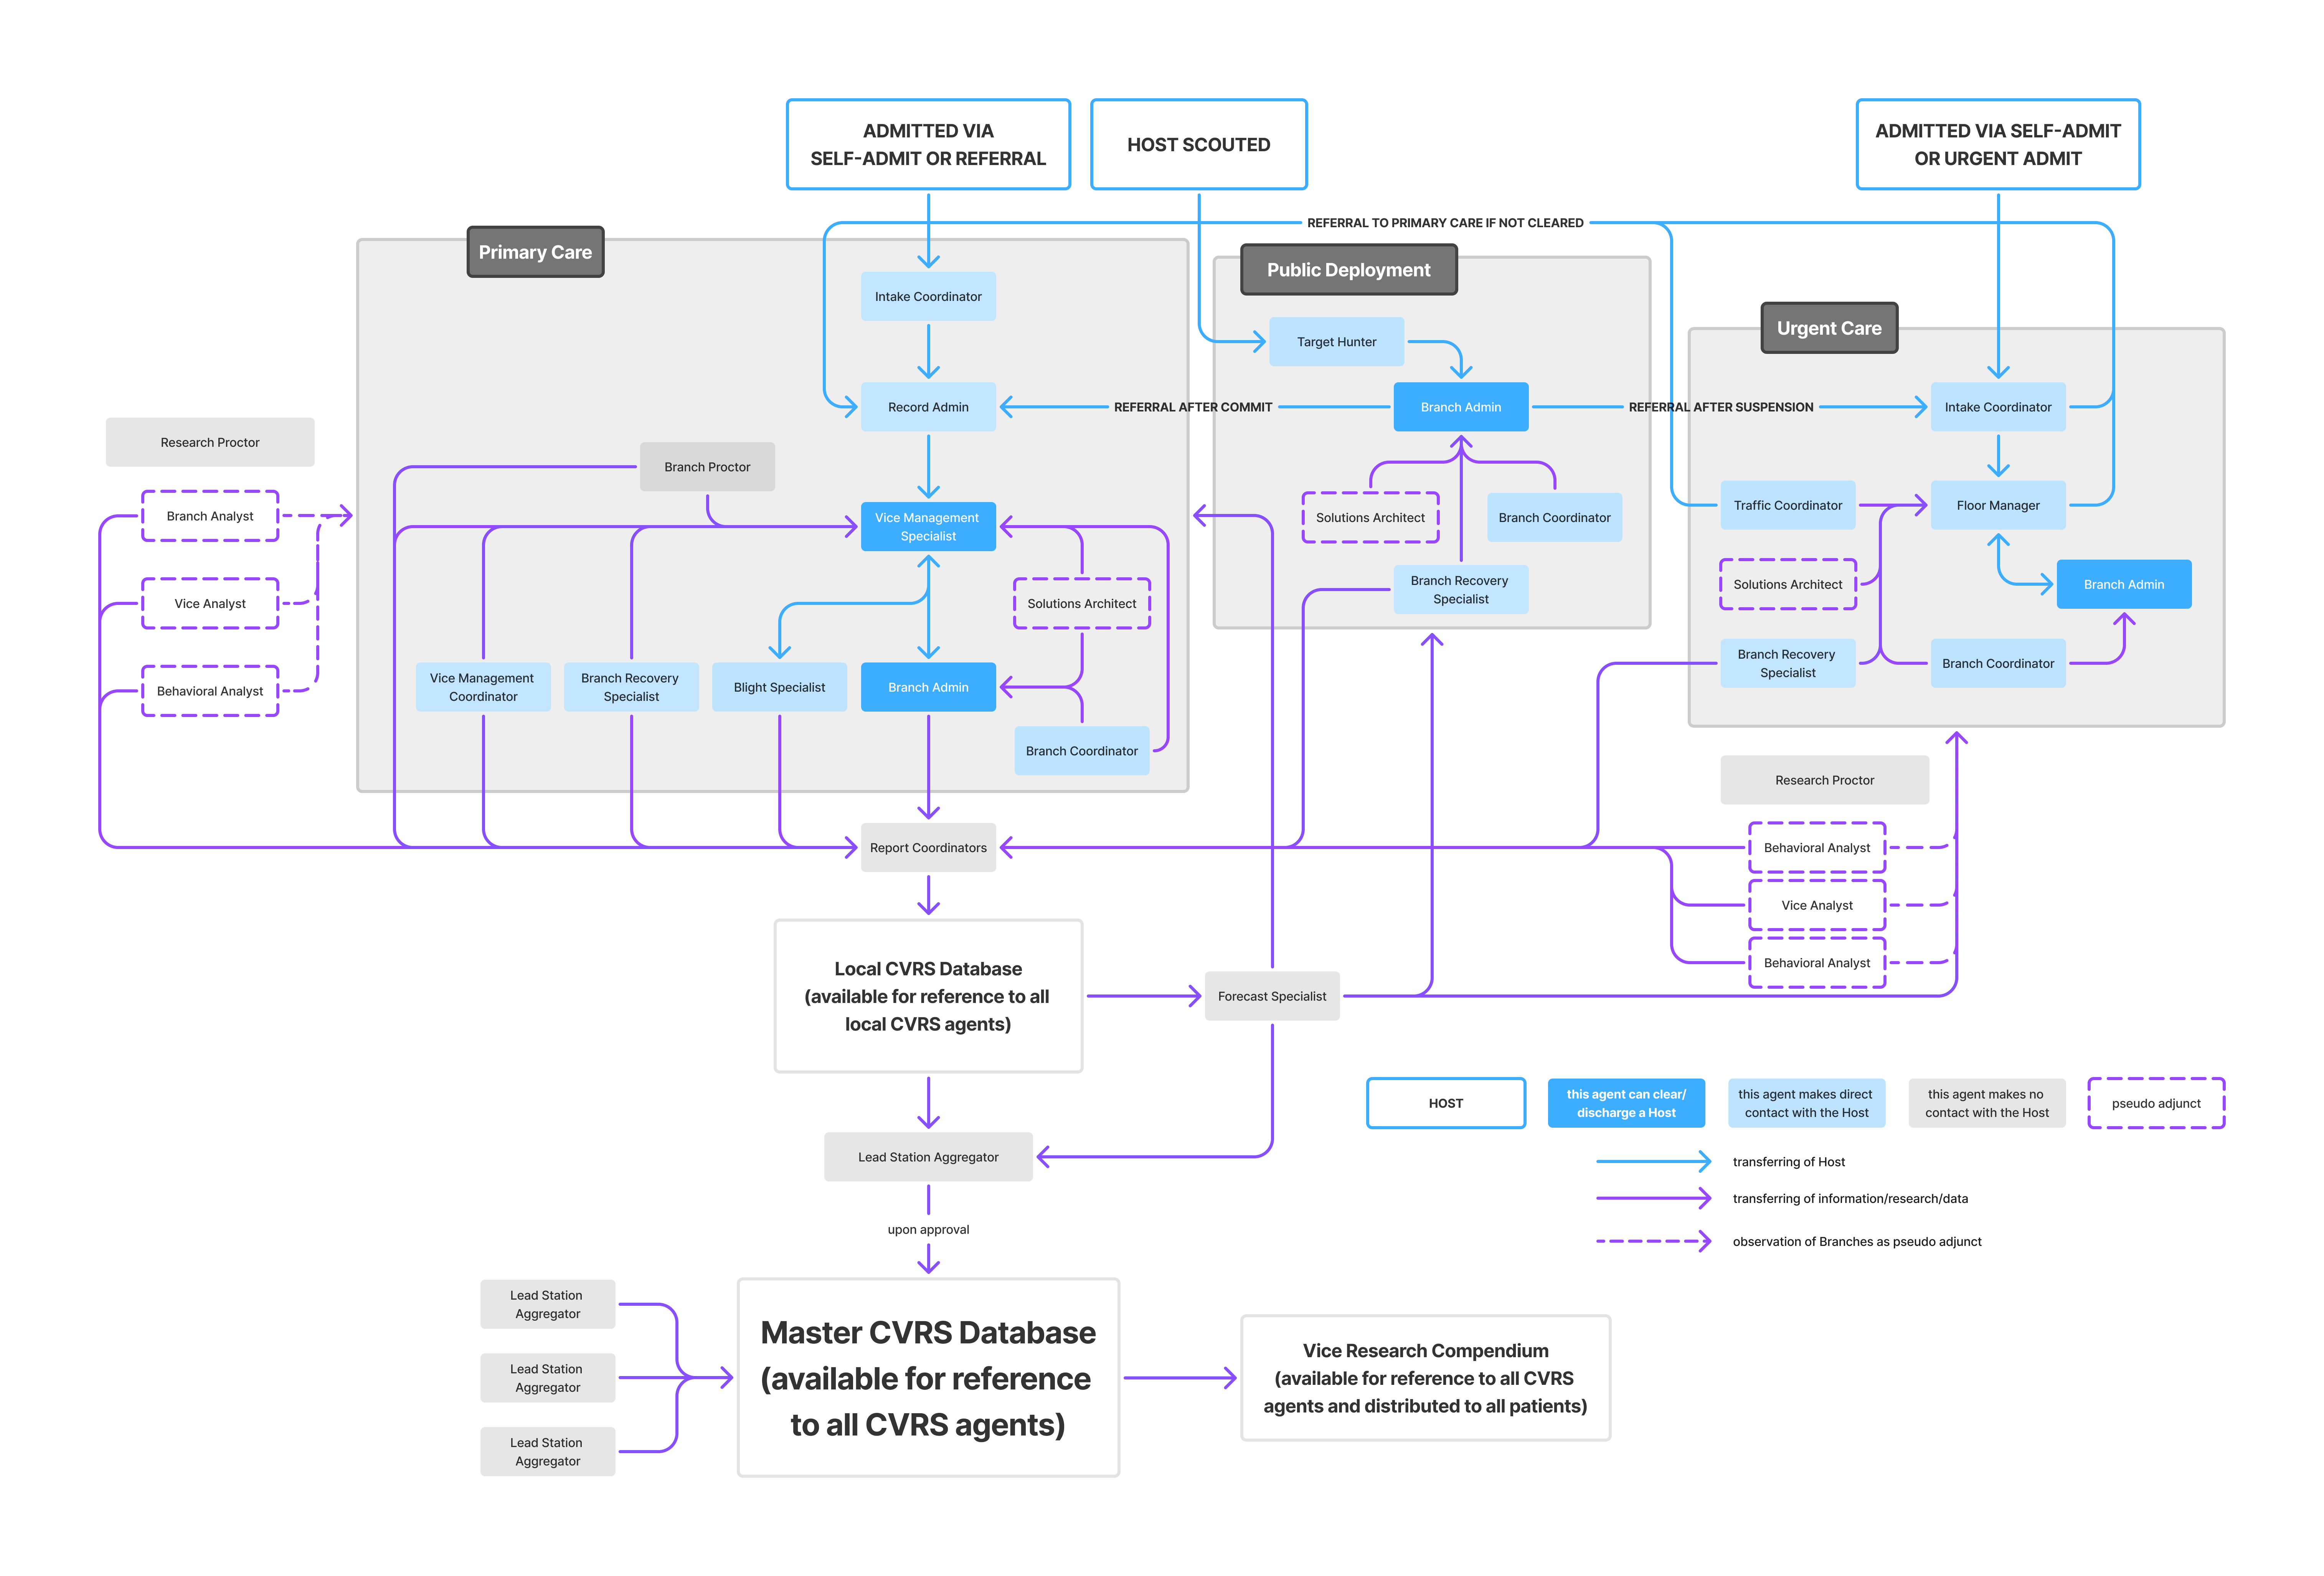 ADMITTED VIA
SELF-ADMIT OR REFERRAL
HOST SCOUTED
ADMITTED VIA SELF-ADMIT
OR URGENT ADMIT
REFERRAL TO PRIMARY CARE IF NOT CLEARED
Primary Care
Intake Coordinator
Record Admin
REFERRAL AFTER COMMIT
Branch Proctor
Vice Management
Specialist
Solutions Architect
Vice Management
Coordinator
Branch Recovery
Specialist
Blight Specialist
Branch Admin
Branch Coordinator
Research Proctor
Branch Analyst
Vice Analyst
Behavioral Analyst
Public Deployment
Target Hunter
Branch Admin
REFERRAL AFTER SUSPENSION
Solutions Architect
Branch Coordinator
Branch Recovery
Specialist
Urgent Care
Intake Coordinator
Traffic Coordinator
Floor Manager
Solutions Architect
Branch Admin
Branch Recovery
Specialist
Branch Coordinator
Research Proctor
Behavioral Analyst
Vice Analyst
Behavioral Analyst
Report Coordinators
Local CVRS Database
(available for reference to all
local CVRS agents)
Forecast Specialist
Lead Station Aggregator
upon approval
Lead Station
Aggregator
Lead Station
Aggregator
Lead Station
Aggregator
Master CVRS Database
(available for reference
to all CVRS agents)
Vice Research Compendium
(available for reference to all CVRS
agents and distributed to all patients)
HOST
this agent can clear/
discharge a Host
this agent makes direct
contact with the Host
this agent makes no
contact with the Host
pseudo adjunct
transferring of Host
transferring of information/research/data
observation of Branches as pseudo adjunct